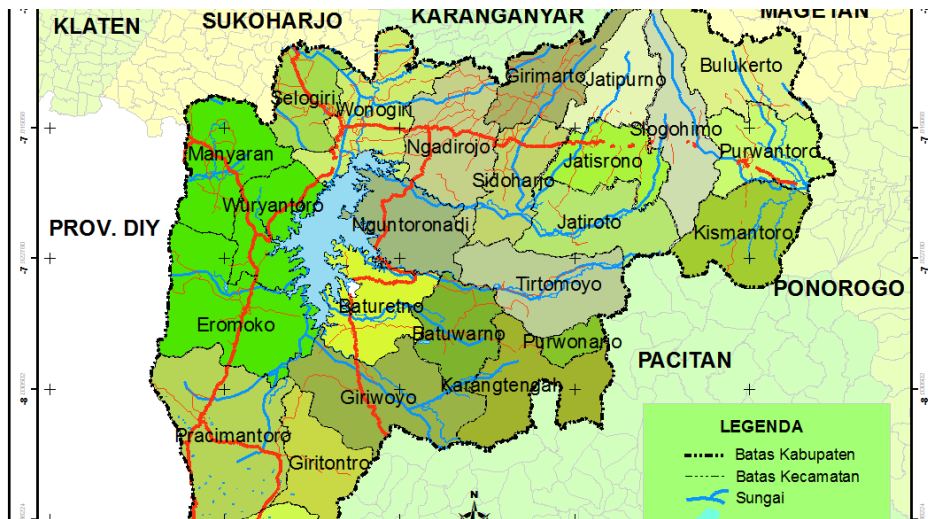 KLATEN
SUKOHARJO
KARANGANYAR
MAGETAN
Girimarto
Jatipurno
Bulukerto
Selogiri
Wonogiri
Slogohimo
Ngadirojo
Jatisrono
Purwantoro
Manyaran
Sidoharjo
Wuryantoro
PROV. DIY
Nguntoronadi
Jatiroto
Kismantoro
Tirtomoyo
PONOROGO
Baturetno
Eromoko
Batuwarno
Purwonarjo
PACITAN
Karangtengah
Giriwoyo
Pracimantoro
Giritontro
LEGENDA
Batas Kabupaten
Batas Kecamatan
Sungai
N